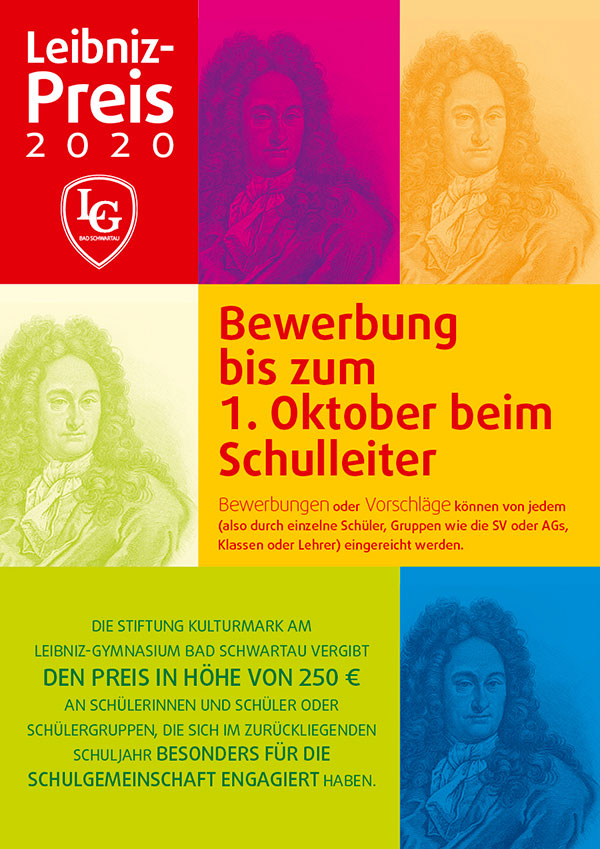 Leibniz-
Preis
2020
LG
BAD SCHWARTAU
Bewerbung
bis zum
1. Oktober beim
Schulleiter
Bewerbungen oder Vorschläge können von jedem
(also durch einzelne Schüler, Gruppen wie die SV oder AGs,
Klassen oder Lehrer) eingereicht werden.
DIE STIFTUNG KULTURMARK AM
LEIBNIZ-GYMNASIUM BAD SCHWARTAU VERGIBT
DEN PREIS IN HÖHE VON 250 €
AN SCHÜLERINNEN UND SCHÜLER ODER
SCHÜLERGRUPPEN, DIE SICH IM ZURÜCKLIEGENDEN
SCHULJAHR BESONDERS FÜR DIE
SCHULGEMEINSCHAFT ENGAGIERT HABEN.